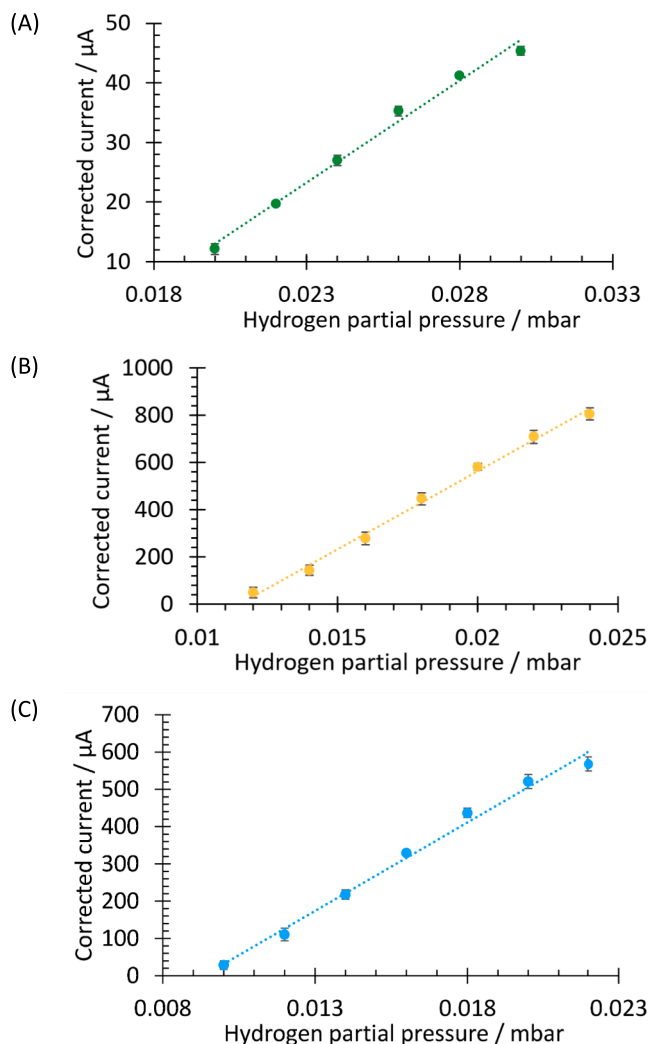 (A)
Corrected current / µA
50
40
30
20
10
0.018 0.023 0.028 0.033
Hydrogen partial pressure / mbar
(B)
Corrected current / µA
1000
800
600
400
200
0
0.01 0.015 0.02 0.025
Hydrogen partial pressure / mbar
(C)
Corrected current / µA
700
600
500
400
300
200
100
0
0.008 0.013 0.018 0.023
Hydrogen partial pressure / mbar